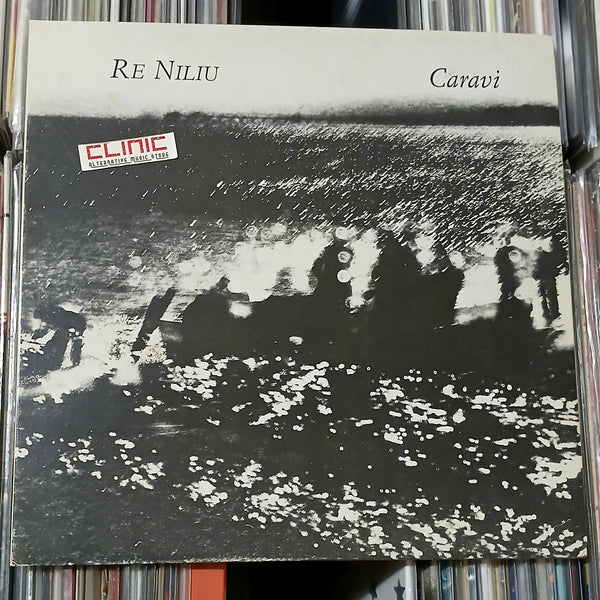 RE NILIU
Caravi
CLINIC
ALTERNATIVE MUSIC STORE